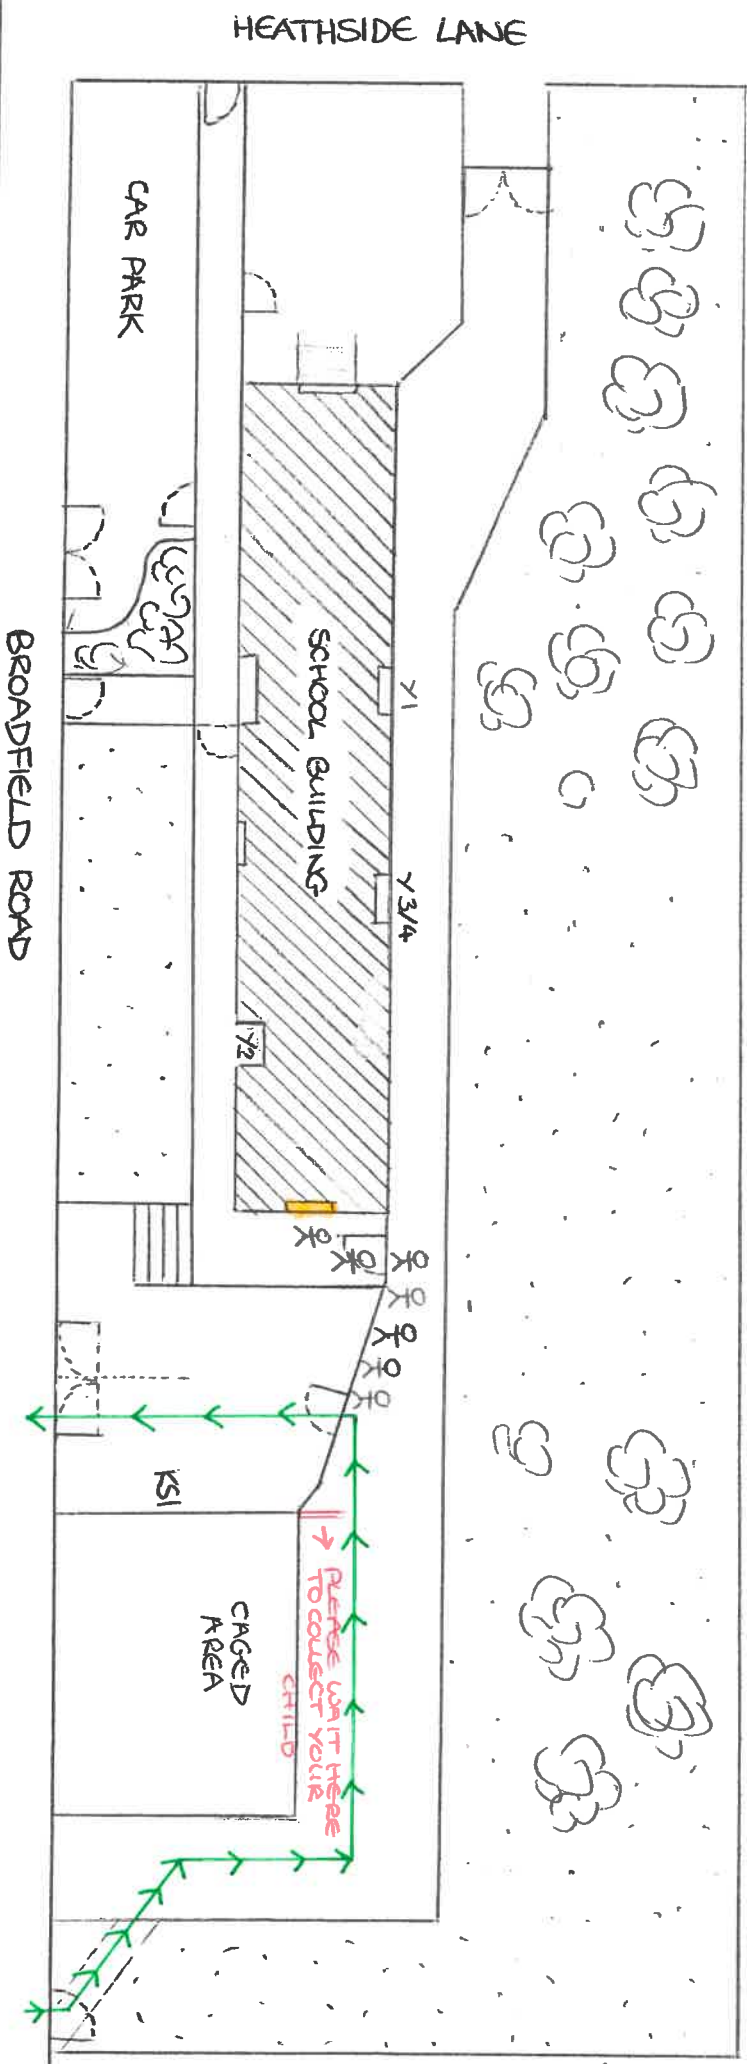 HEATHSIDE LANE
CAR PARK
SCHOOL BUILDING
Y1
Y3/4
Y2
BROADFIELD ROAD
KS1
CAGED
AREA
→ PLEASE WAIT HERE
TO COLLECT YOUR
CHILD